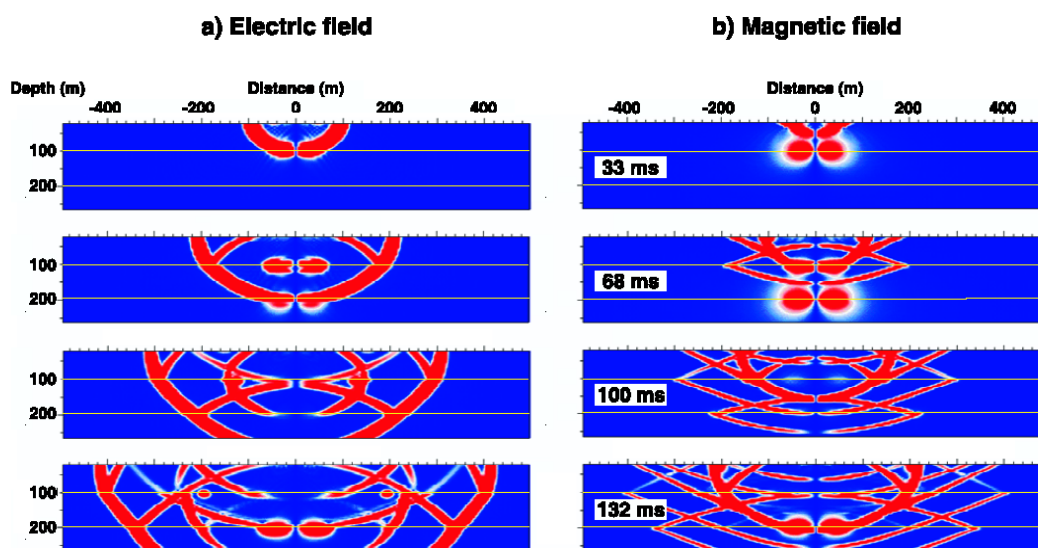 a) Electric field
b) Magnetic field
Depth (m)
Distance (m)
Distance (m)
-400 -200 0 200 400
-400 -200 0 200 400
100
200
33 ms
100
200
68 ms
100
200
100 ms
100
200
132 ms